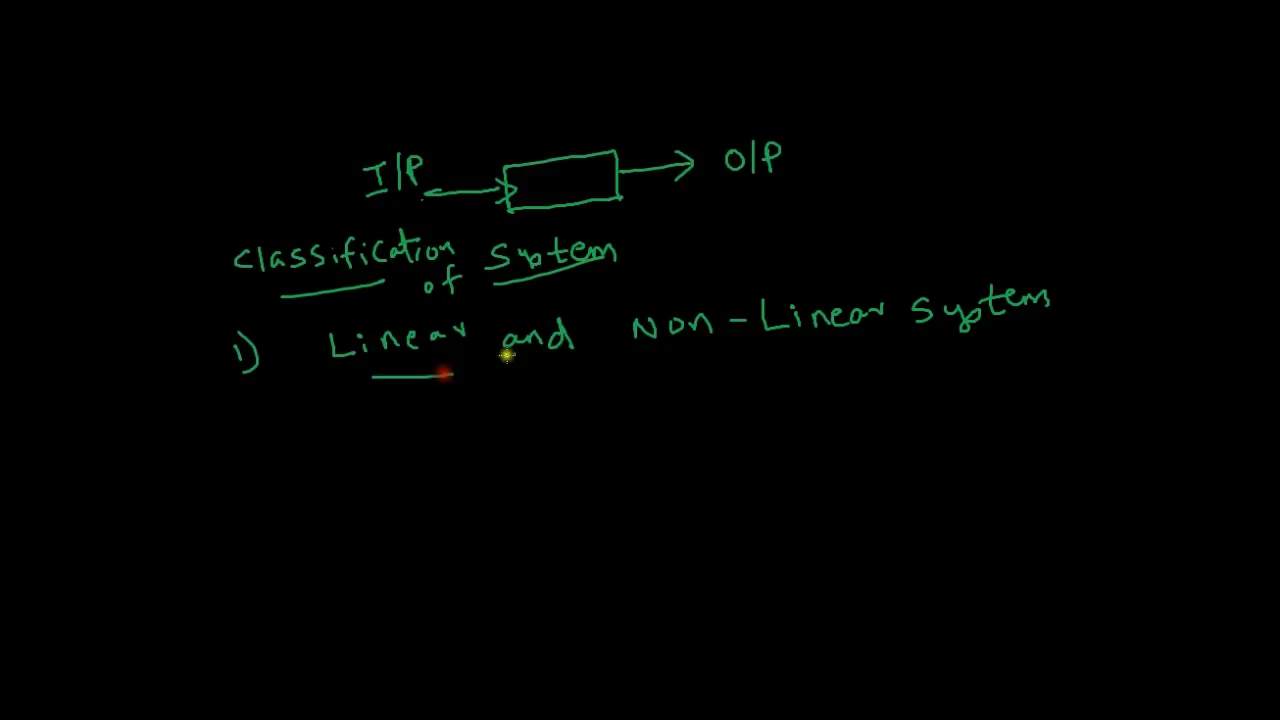 I/P O/P
classification of system
1) Linear and Non-Linear System